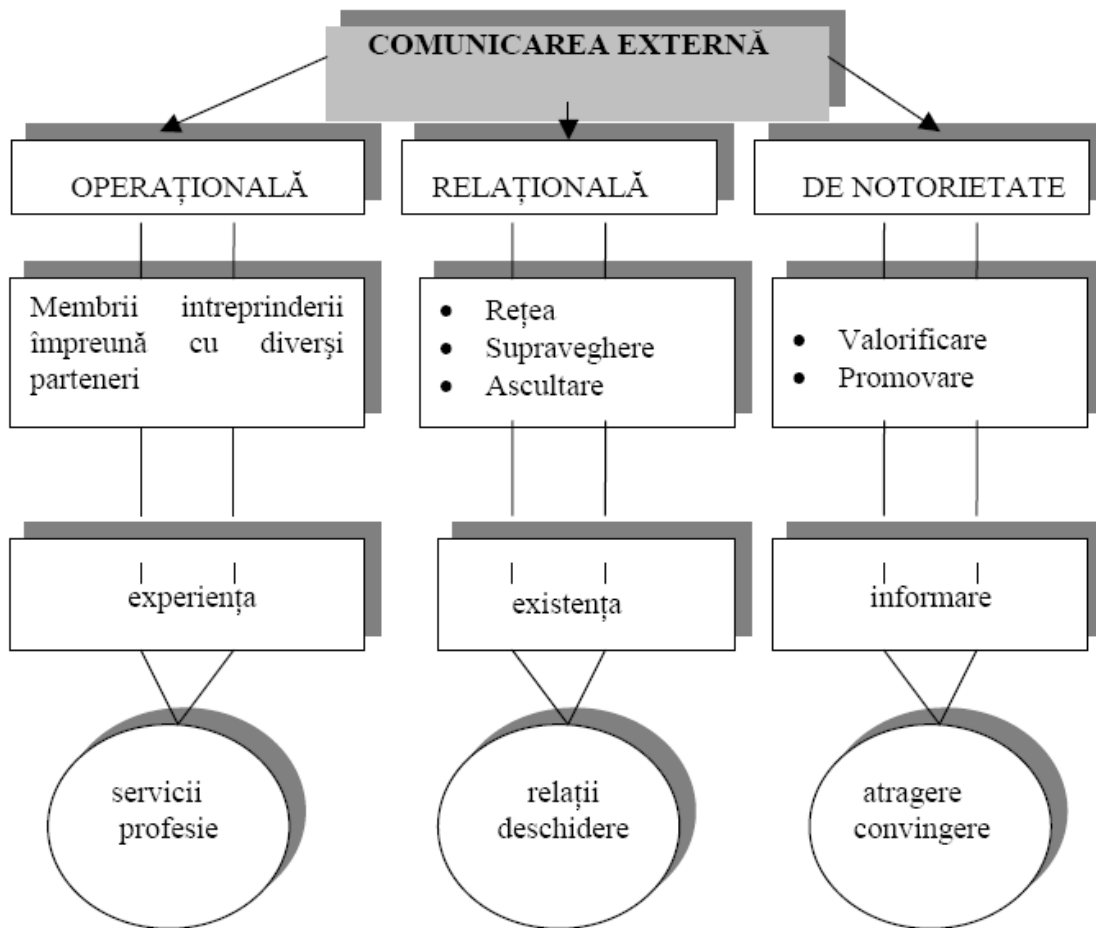 COMUNICAREA EXTERNĂ
OPERAȚIONALĂ
RELAȚIONALĂ
DE NOTORIETATE
Membrii intreprinderii
împreună cu diverşi
parteneri
• Rețea
• Supraveghere
• Ascultare
• Valorificare
• Promovare
experiența
existența
informare
servicii
profesie
relații
deschidere
atragere
convingere